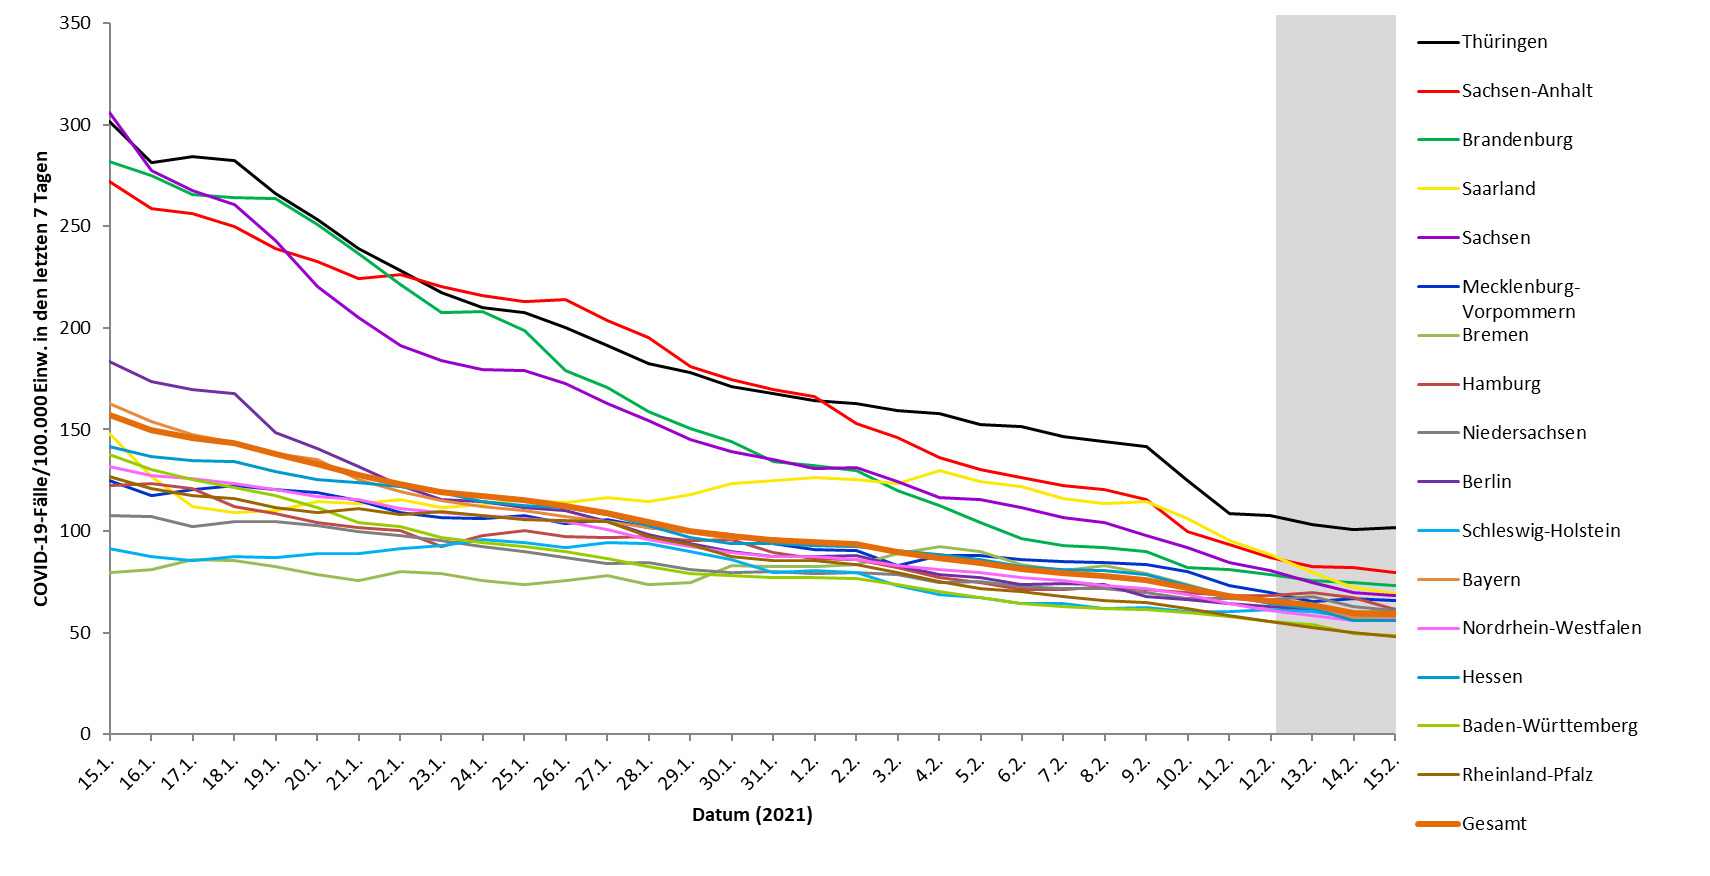 COVID-19-Fälle/100.000Einw. in den letzten 7 Tagen
350
300
250
200
150
100
50
0
15.1.
16.1.
17.1.
18.1.
19.1.
20.1.
21.1.
22.1.
23.1.
24.1.
25.1.
26.1.
27.1.
28.1.
29.1.
30.1.
31.1.
1.2.
2.2.
3.2.
4.2.
5.2.
6.2.
7.2.
8.2.
9.2.
10.2.
11.2.
12.2.
13.2.
14.2.
15.2.
Datum (2021)
Thüringen
Sachsen-Anhalt
Brandenburg
Saarland
Sachsen
Mecklenburg-
Vorpommern
Bremen
Hamburg
Niedersachsen
Berlin
Schleswig-Holstein
Bayern
Nordrhein-Westfalen
Hessen
Baden-Württemberg
Rheinland-Pfalz
Gesamt